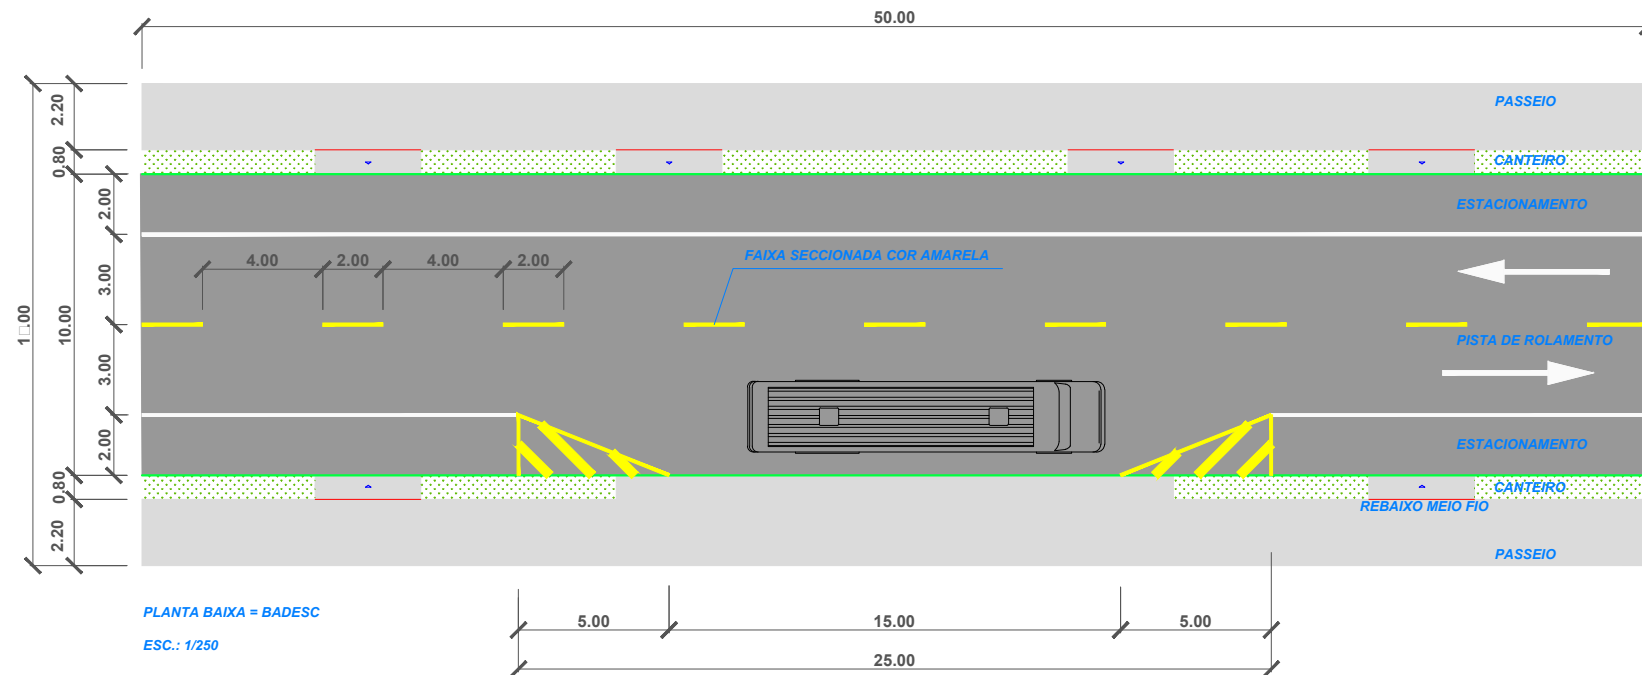 50.00
PASSEIO
2.20
0.80
CANTEIRO
2.00
ESTACIONAMENTO
FAIXA SECCIONADA COR AMARELA
4.00 2.00 4.00 2.00
3.00
10.00
PISTA DE ROLAMENTO
3.00
2.00
ESTACIONAMENTO
0.80
CANTEIRO
REBAIXO MEIO FIO
2.20
PASSEIO
PLANTA BAIXA = BADESC
ESC.: 1/250
5.00 15.00 5.00
25.00